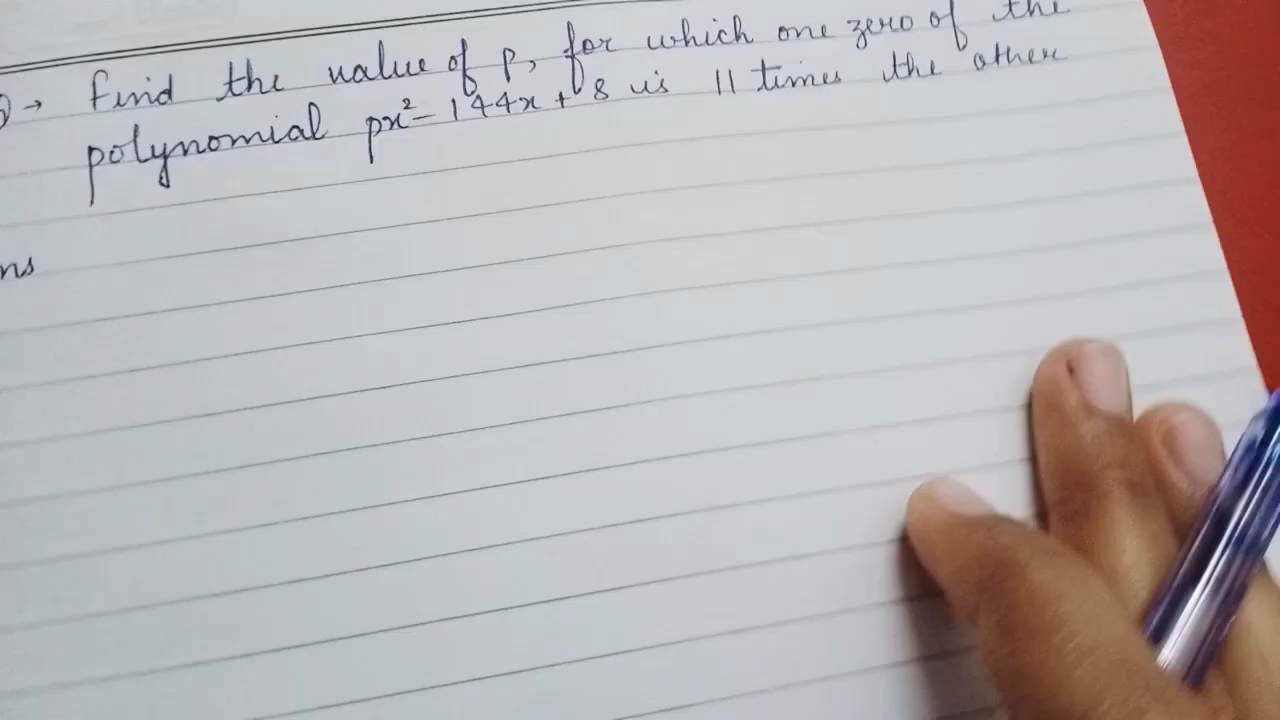 → find the value of p, for which one zero of the
polynomial px² - 144x + 8 is 11 times the other
ns